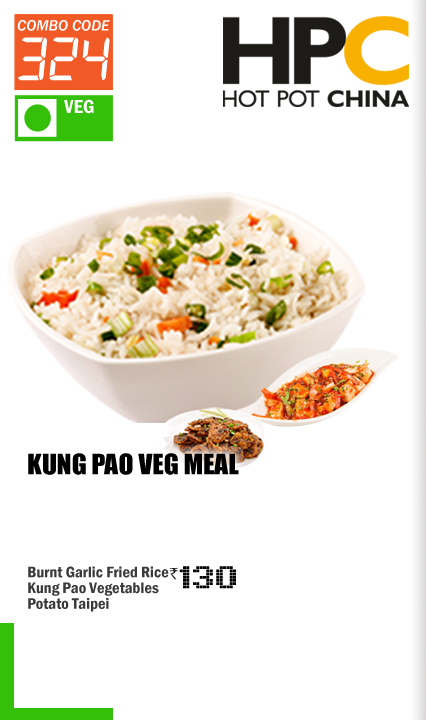 COMBO CODE
324
VEG
HPC
HOT POT CHINA
KUNG PAO VEG MEAL
Burnt Garlic Fried Rice ₹130
Kung Pao Vegetables
Potato Taipei